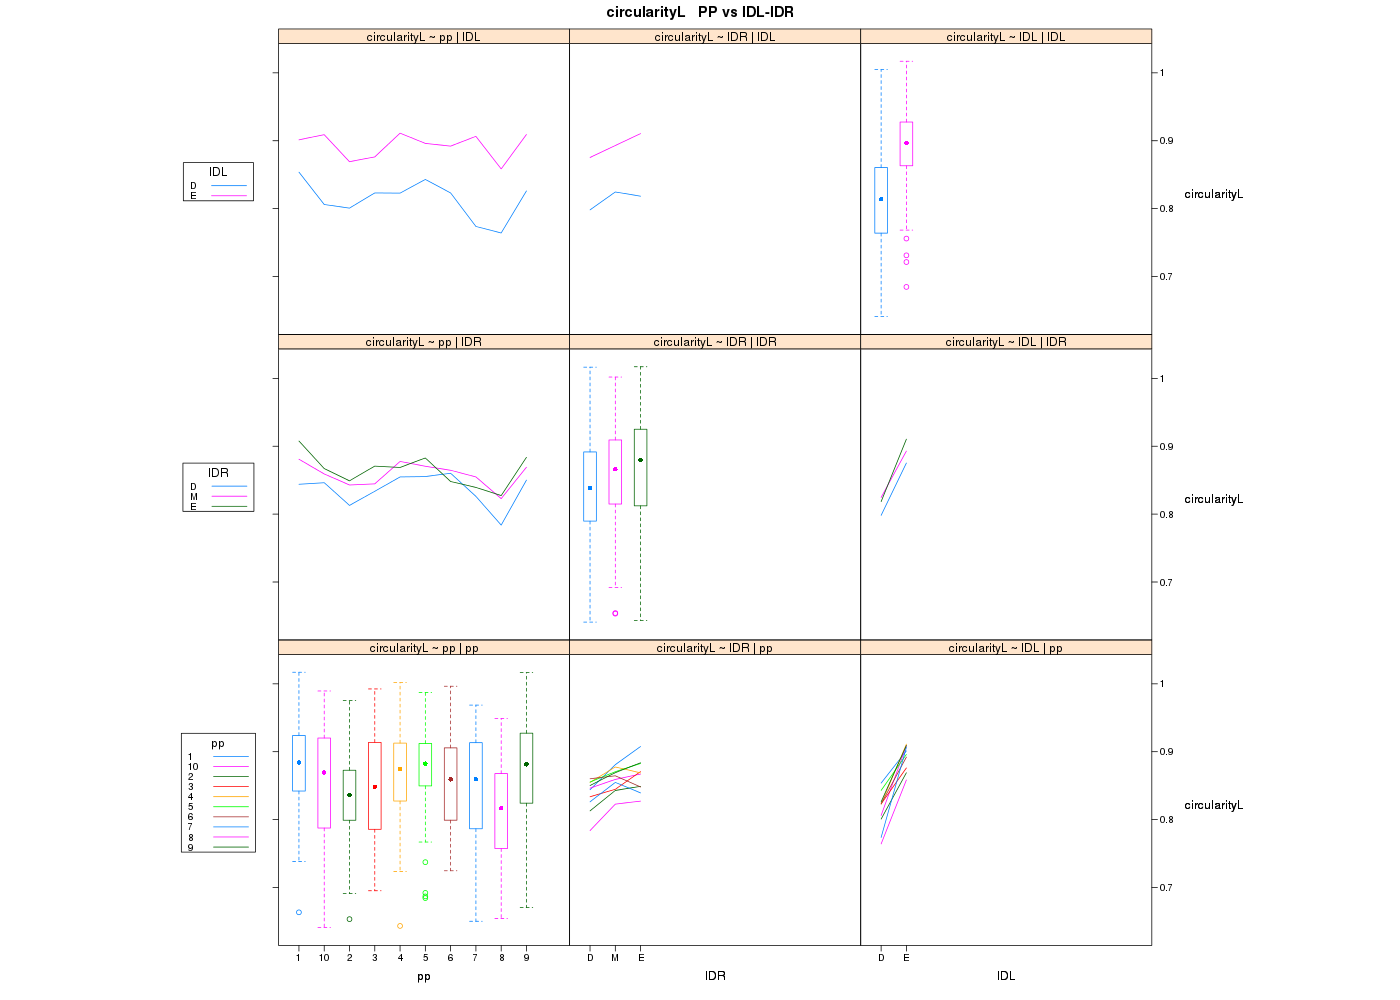 circularityL   PP vs IDL-IDR
circularityL ~ pp | IDL
circularityL ~ IDR | IDL
circularityL ~ IDL | IDL
IDL
D
E
1
0.9
0.8
0.7
circularityL
circularityL ~ pp | IDR
circularityL ~ IDR | IDR
circularityL ~ IDL | IDR
IDR
D
M
E
1
0.9
0.8
0.7
circularityL
circularityL ~ pp | pp
circularityL ~ IDR | pp
circularityL ~ IDL | pp
pp
1
10
2
3
4
5
6
7
8
9
1
0.9
0.8
0.7
circularityL
1 10 2 3 4 5 6 7 8 9
D M E
D E
pp
IDR
IDL